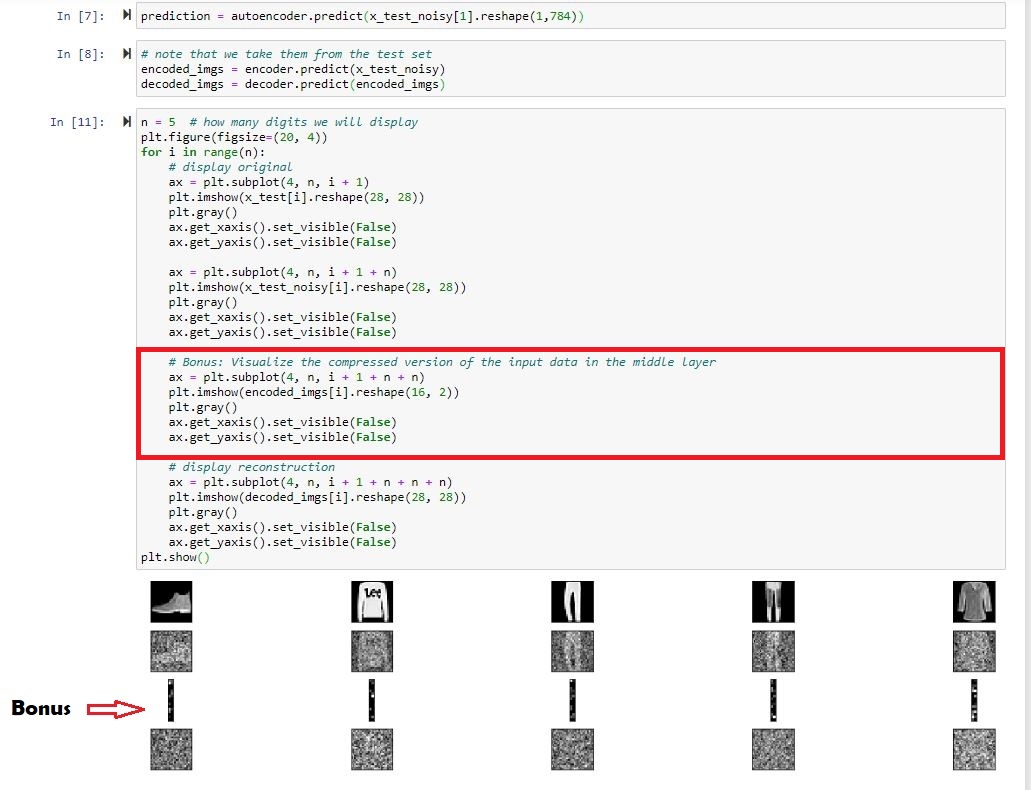 In [7]: prediction = autoencoder.predict(x_test_noisy[1].reshape(1,784))
In [8]: # note that we take them from the test set
encoded_imgs = encoder.predict(x_test_noisy)
decoded_imgs = decoder.predict(encoded_imgs)
In [11]: n = 5  # how many digits we will display
plt.figure(figsize=(20, 4))
for i in range(n):
    # display original
    ax = plt.subplot(4, n, i + 1)
    plt.imshow(x_test[i].reshape(28, 28))
    plt.gray()
    ax.get_xaxis().set_visible(False)
    ax.get_yaxis().set_visible(False)
    ax = plt.subplot(4, n, i + 1 + n)
    plt.imshow(x_test_noisy[i].reshape(28, 28))
    plt.gray()
    ax.get_xaxis().set_visible(False)
    ax.get_yaxis().set_visible(False)
    # Bonus: Visualize the compressed version of the input data in the middle layer
    ax = plt.subplot(4, n, i + 1 + n + n)
    plt.imshow(encoded_imgs[i].reshape(16, 2))
    plt.gray()
    ax.get_xaxis().set_visible(False)
    ax.get_yaxis().set_visible(False)
    # display reconstruction
    ax = plt.subplot(4, n, i + 1 + n + n + n)
    plt.imshow(decoded_imgs[i].reshape(28, 28))
    plt.gray()
    ax.get_xaxis().set_visible(False)
    ax.get_yaxis().set_visible(False)
plt.show()
Lee
Bonus